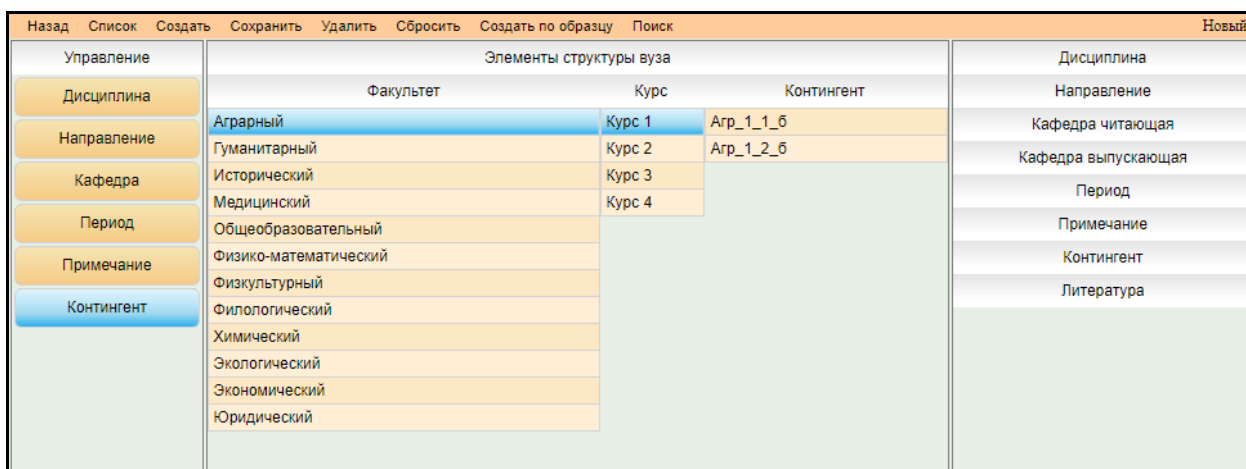 Назад Список Создать Сохранить Удалить Сбросить Создать по образцу Поиск Новый
Управление Элементы структуры вуза Дисциплина
Дисциплина Факультет Курс Контингент Направление
Аграрный Курс 1 Агр_1_1_б Кафедра читающая
Направление Гуманитарный Курс 2 Агр_1_2_б Кафедра выпускающая
Кафедра Исторический Курс 3
Медицинский Курс 4 Период
Период Общеобразовательный Примечание
Примечание Физико-математический Контингент
Физкультурный Литература
Контингент Филологический
Химический
Экологический
Экономический
Юридический